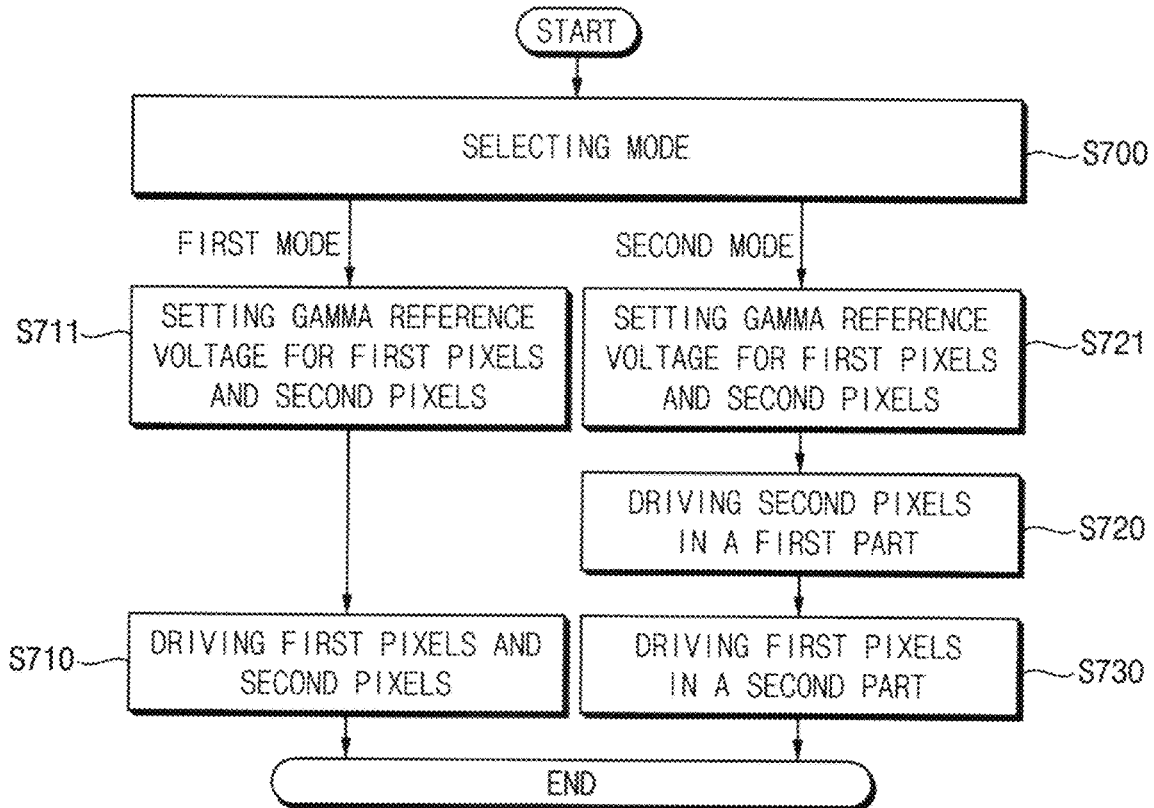 START
SELECTING MODE
S700
FIRST MODE
SECOND MODE
S711
SETTING GAMMA REFERENCE
VOLTAGE FOR FIRST PIXELS
AND SECOND PIXELS
SETTING GAMMA REFERENCE
VOLTAGE FOR FIRST PIXELS
AND SECOND PIXELS
S721
DRIVING SECOND PIXELS
IN A FIRST PART
S720
S710
DRIVING FIRST PIXELS AND
SECOND PIXELS
DRIVING FIRST PIXELS
IN A SECOND PART
S730
END